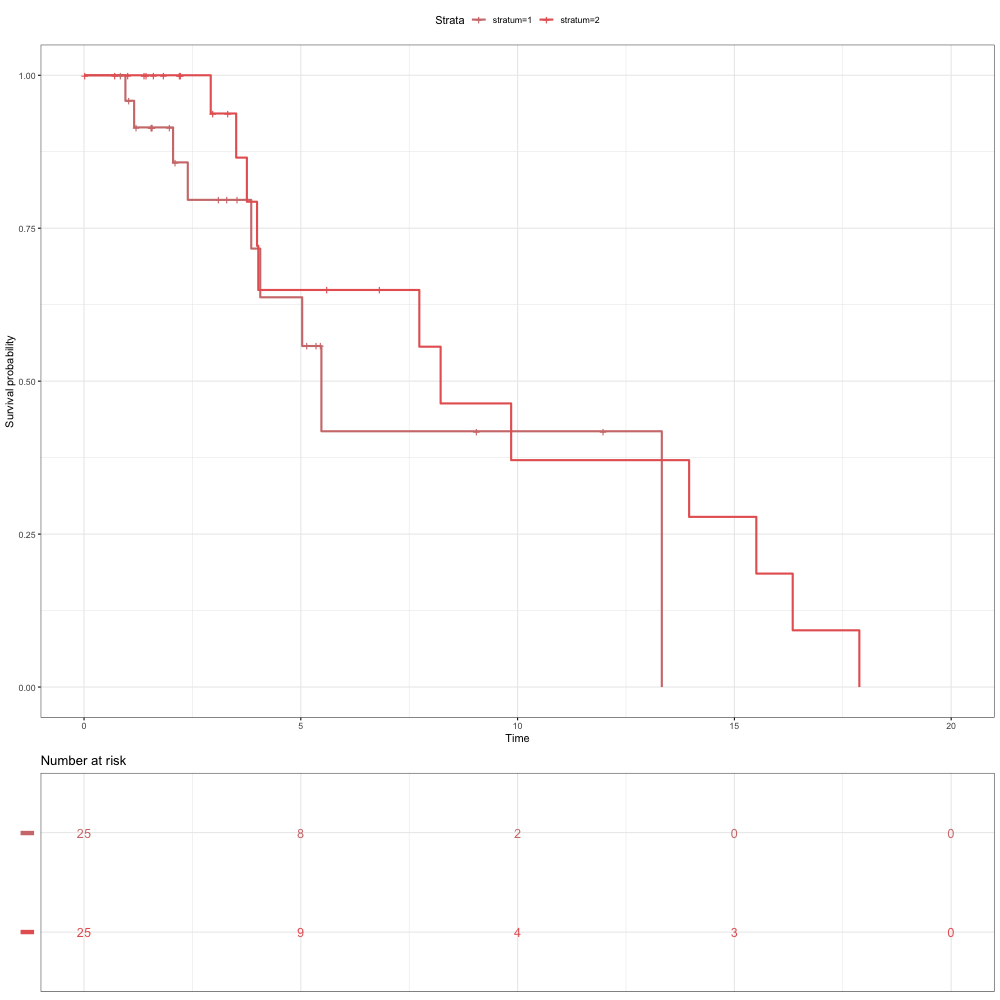 Strata stratum=1 stratum=2
1.00
0.75
0.50
0.25
0.00
Survival probability
0 5 10 15 20
Time
Number at risk
25 8 2 0 0
25 9 4 3 0